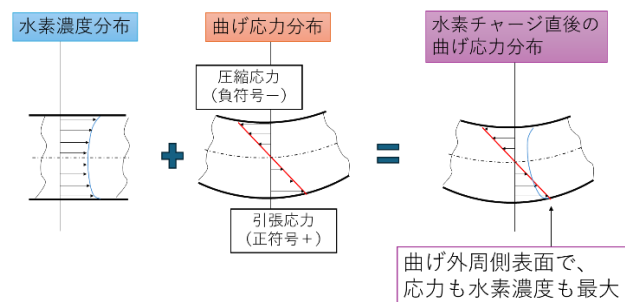 水素濃度分布
曲げ応力分布
水素チャージ直後の
曲げ応力分布
圧縮応力
(負符号ー)
引張応力
(正符号+)
曲げ外周側表面で、
応力も水素濃度も最大